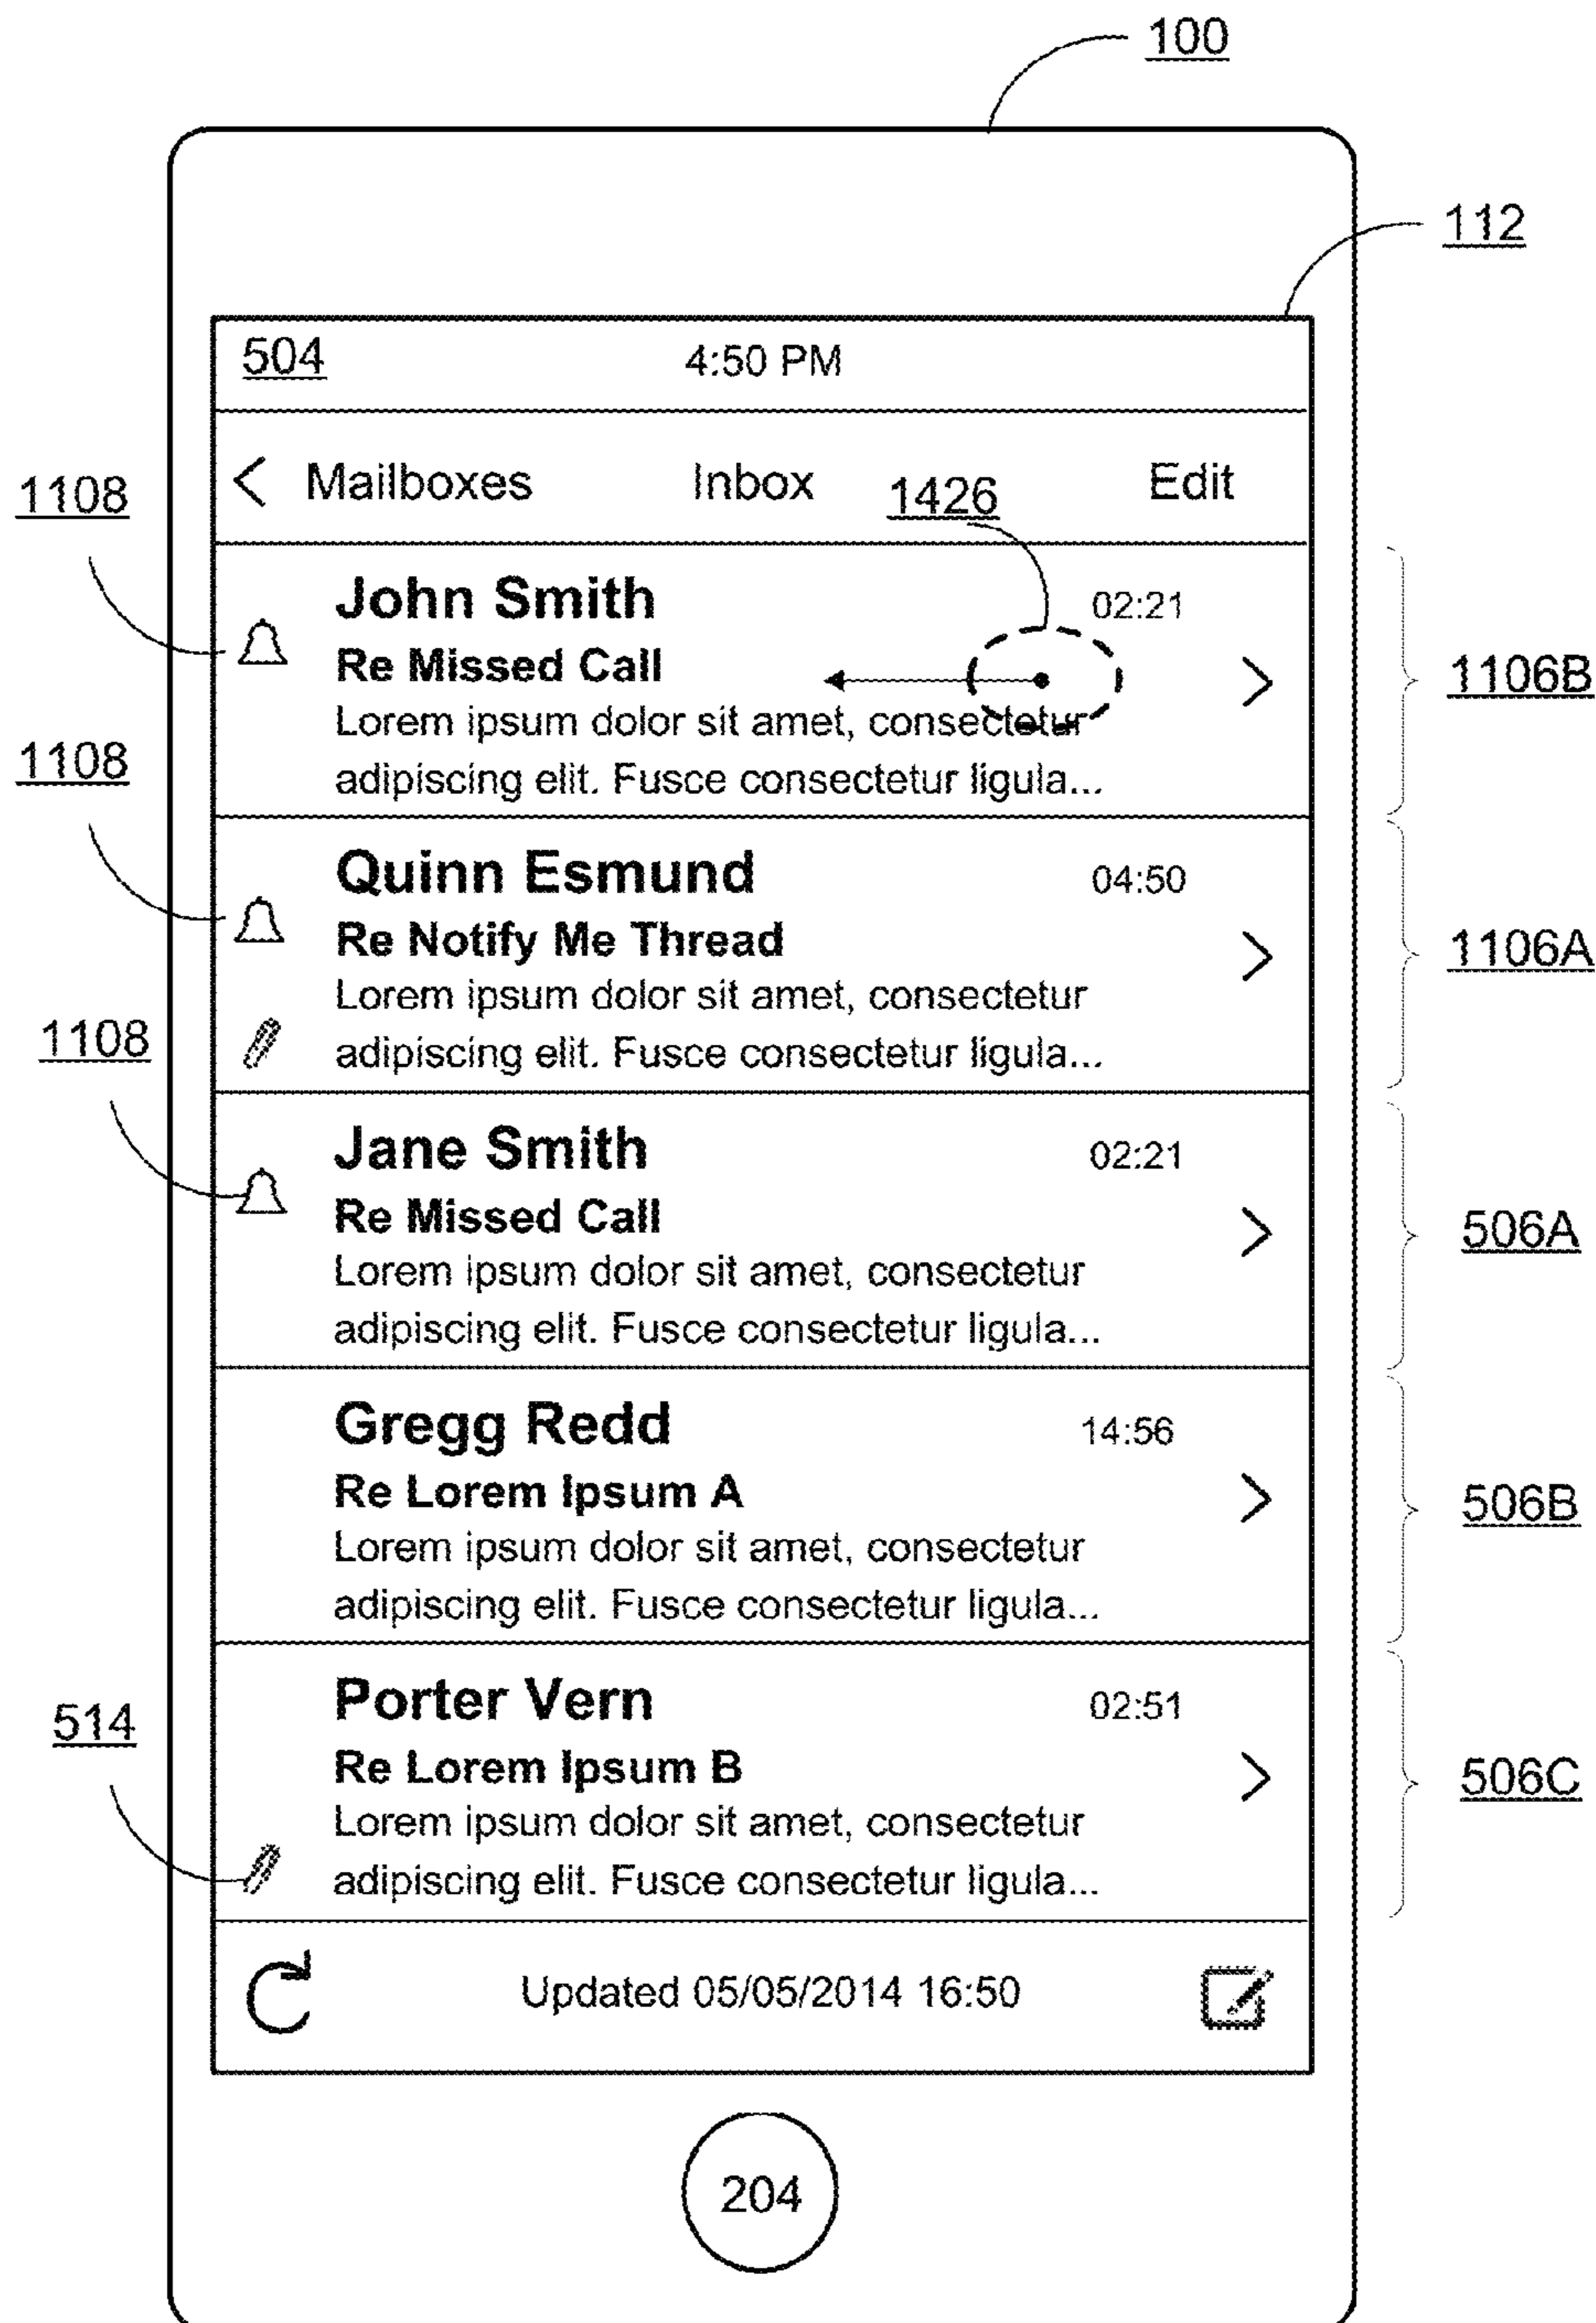 100
112
504 4:50 PM
< Mailboxes Inbox Edit
1426
1108
John Smith 02:21
Re Missed Call
Lorem ipsum dolor sit amet, consectetur
adipiscing elit. Fusce consectetur ligula...
1106B
1108
Quinn Esmund 04:50
Re Notify Me Thread
Lorem ipsum dolor sit amet, consectetur
adipiscing elit. Fusce consectetur ligula...
1106A
1108
Jane Smith 02:21
Re Missed Call
Lorem ipsum dolor sit amet, consectetur
adipiscing elit. Fusce consectetur ligula...
506A
Gregg Redd 14:56
Re Lorem Ipsum A
Lorem ipsum dolor sit amet, consectetur
adipiscing elit. Fusce consectetur ligula...
506B
514
Porter Vern 02:51
Re Lorem Ipsum B
Lorem ipsum dolor sit amet, consectetur
adipiscing elit. Fusce consectetur ligula...
506C
Updated 05/05/2014 16:50
204